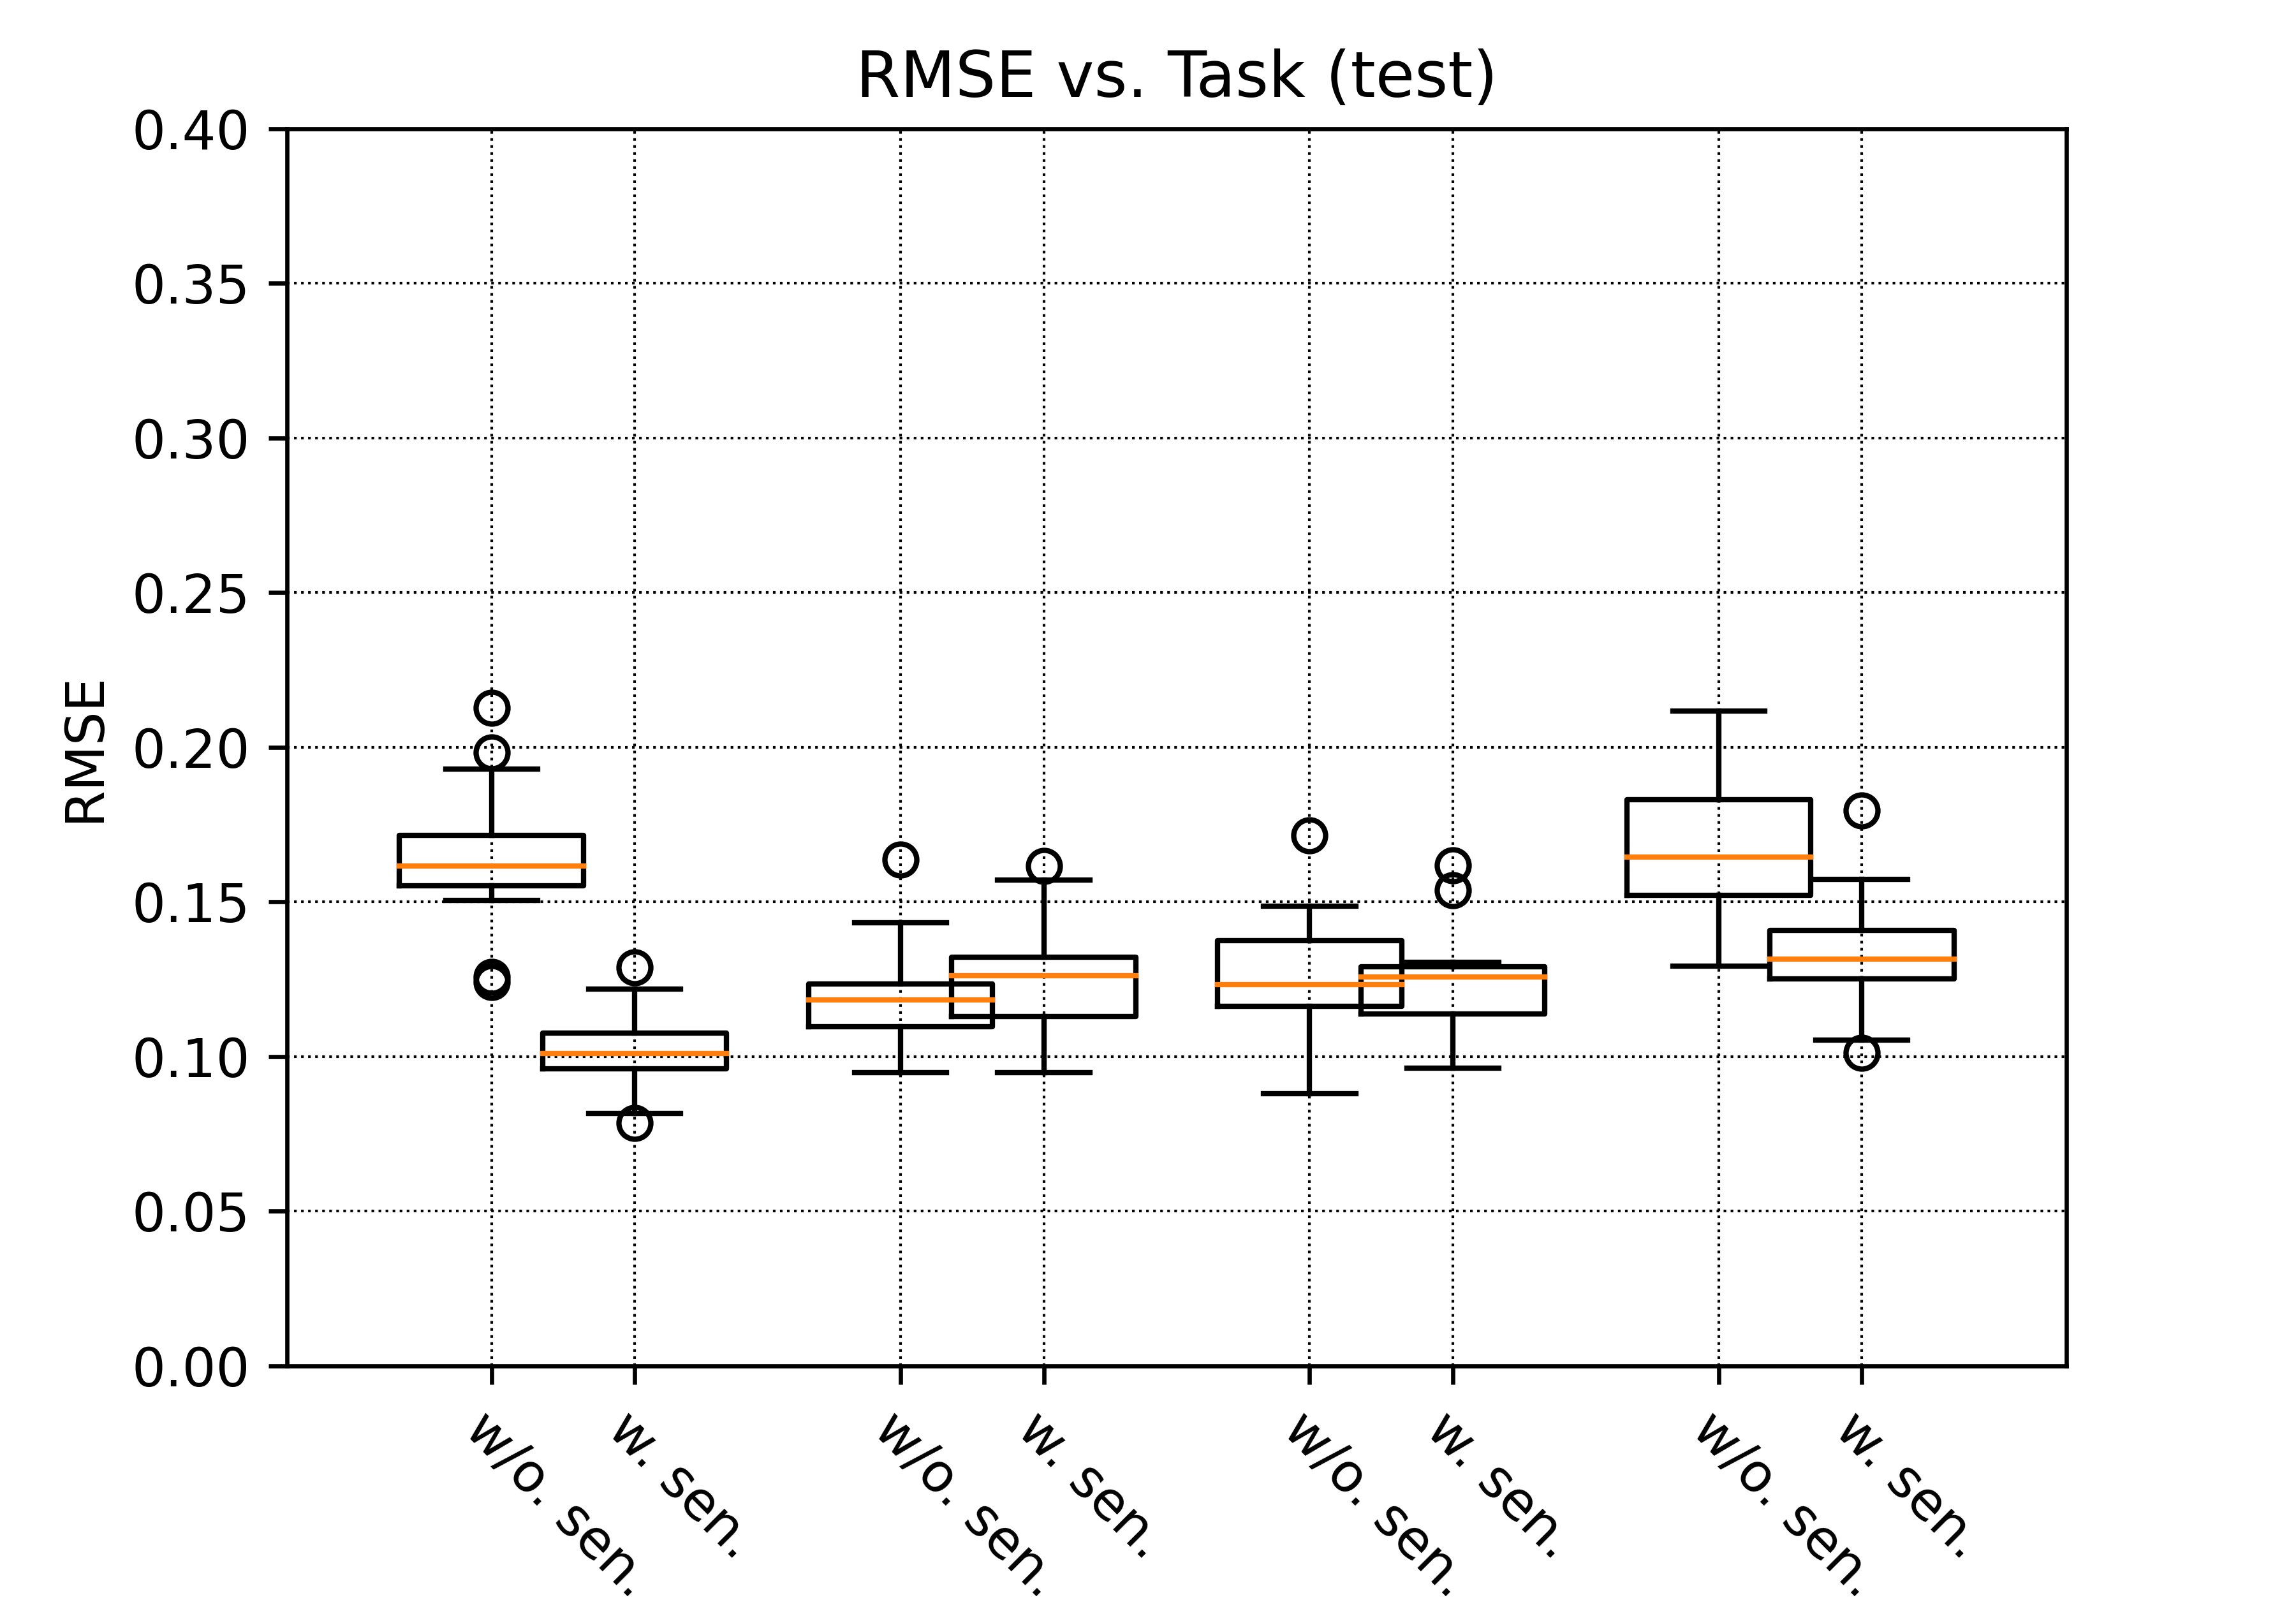 RMSE vs. Task (test)
0.40
0.35
0.30
0.25
0.20
0.15
0.10
0.05
0.00
RMSE
w/o. sen.
w. sen.
w/o. sen.
w. sen.
w/o. sen.
w. sen.
w/o. sen.
w. sen.